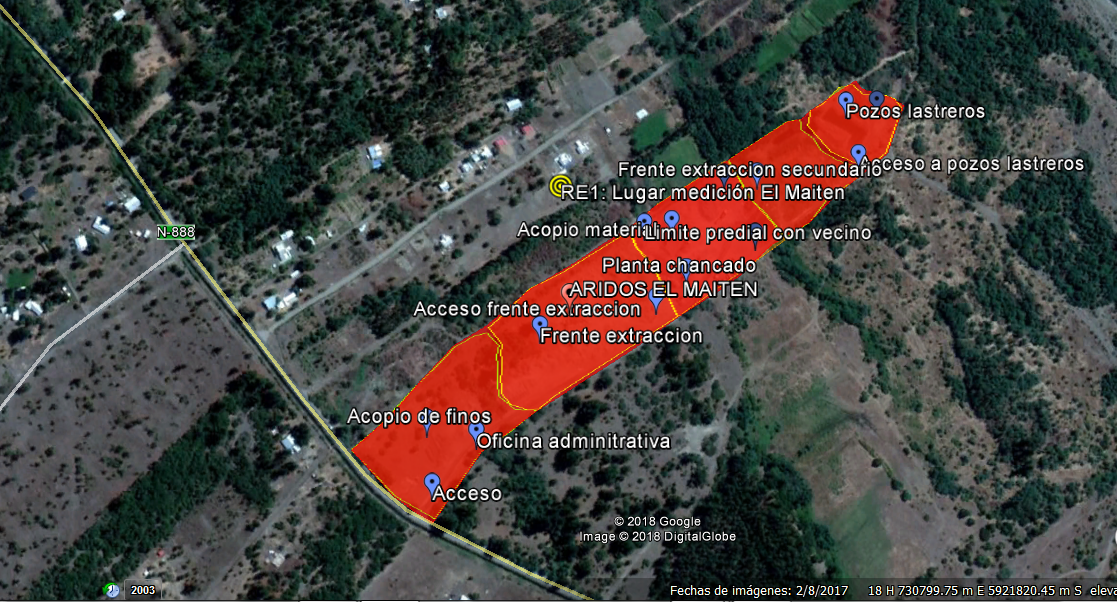 Pozos lastreros
Acceso a pozos lastreros
Frente extraccion secundario
RE1: Lugar medición El Maiten
N-888
Acopio material
Limite predial con vecino
Planta chancado
ARIDOS EL MAITEN
Acceso frente extraccion
Frente extraccion
Acopio de finos
Oficina adminitrativa
Acceso
© 2018 Google
Image © 2018 DigitalGlobe
2003
Fechas de imágenes: 2/8/2017 18 H 730799.75 m E 5921820.45 m S eleva